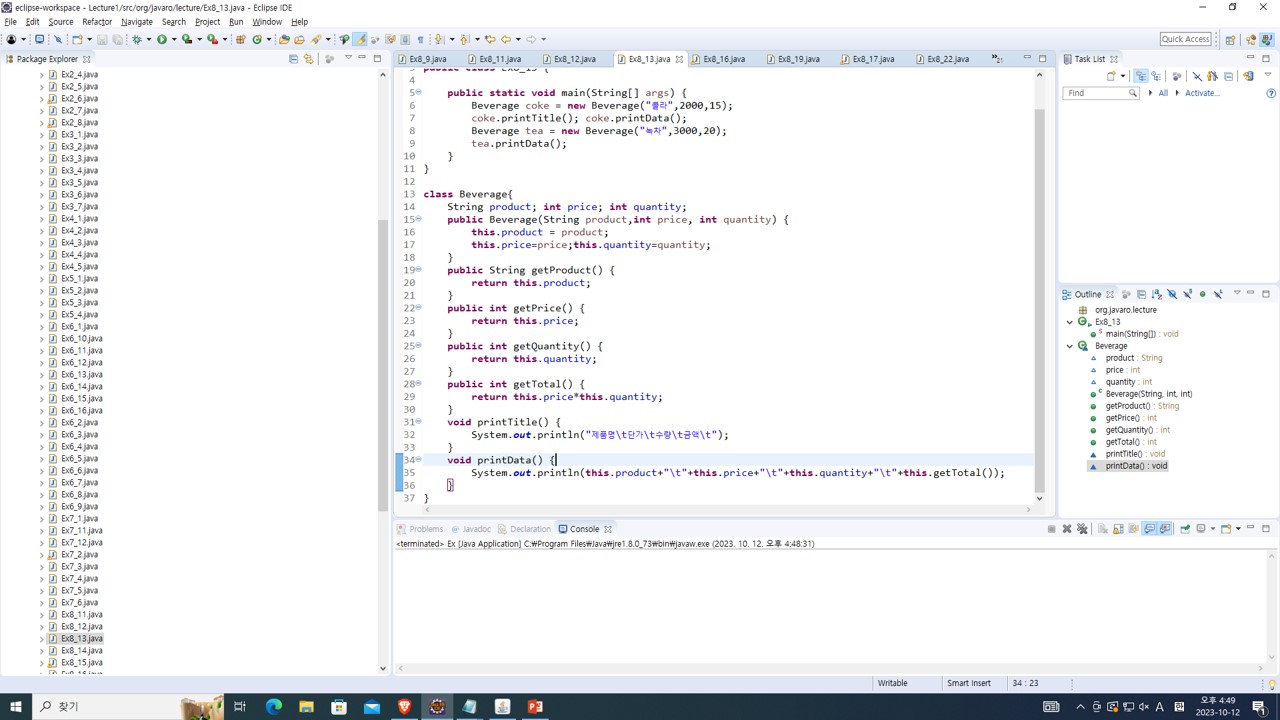 eclipse-workspace - Lecture1/src/org/javaro/lecture/Ex8_13.java - Eclipse IDE
File Edit Source Refactor Navigate Search Project Run Window Help
Quick Access
Package Explorer
Ex2_4.java
Ex2_5.java
Ex2_6.java
Ex2_7.java
Ex2_8.java
Ex3_1.java
Ex3_2.java
Ex3_3.java
Ex3_4.java
Ex3_5.java
Ex3_6.java
Ex3_7.java
Ex4_1.java
Ex4_2.java
Ex4_3.java
Ex4_4.java
Ex4_5.java
Ex5_1.java
Ex5_2.java
Ex5_3.java
Ex5_4.java
Ex6_1.java
Ex6_10.java
Ex6_11.java
Ex6_12.java
Ex6_13.java
Ex6_14.java
Ex6_15.java
Ex6_16.java
Ex6_2.java
Ex6_3.java
Ex6_4.java
Ex6_5.java
Ex6_6.java
Ex6_7.java
Ex6_8.java
Ex6_9.java
Ex7_1.java
Ex7_11.java
Ex7_12.java
Ex7_2.java
Ex7_3.java
Ex7_4.java
Ex7_5.java
Ex7_6.java
Ex8_11.java
Ex8_12.java
Ex8_13.java
Ex8_14.java
Ex8_15.java
Ex8_16.java
Ex8_9.java Ex8_11.java Ex8_12.java Ex8_13.java Ex8_16.java Ex8_19.java Ex8_17.java Ex8_22.java
3 public class Ex8_13 {
4
5 public static void main(String[] args) {
6 Beverage coke = new Beverage("콜라",2000,15);
7 coke.printTitle(); coke.printData();
8 Beverage tea = new Beverage("녹차",3000,20);
9 tea.printData();
10 }
11 }
12
13 class Beverage{
14 String product; int price; int quantity;
15 public Beverage(String product,int price, int quantity) {
16 this.product = product;
17 this.price=price;this.quantity=quantity;
18 }
19 public String getProduct() {
20 return this.product;
21 }
22 public int getPrice() {
23 return this.price;
24 }
25 public int getQuantity() {
26 return this.quantity;
27 }
28 public int getTotal() {
29 return this.price*this.quantity;
30 }
31 void printTitle() {
32 System.out.println("제품명\t단가\t수량\t금액\t");
33 }
34 void printData() {
35 System.out.println(this.product+"\t"+this.price+"\t"+this.quantity+"\t"+this.getTotal());
36 }
37 }
Task List
Find All Activate...
Outline
org.javaro.lecture
Ex8_13
main(String[]) : void
Beverage
product : String
price : int
quantity : int
Beverage(String, int, int)
getProduct() : String
getPrice() : int
getQuantity() : int
getTotal() : int
printTitle() : void
printData() : void
Problems Javadoc Declaration Console
<terminated> Ex [Java Application] C:₩Program Files₩Java₩jre1.8.0_73₩bin₩javaw.exe (2023. 10. 12. 오후 4:48:31)
Writable Smart Insert 34 : 23
찾기
A 한
오후 4:49
2023-10-12
1